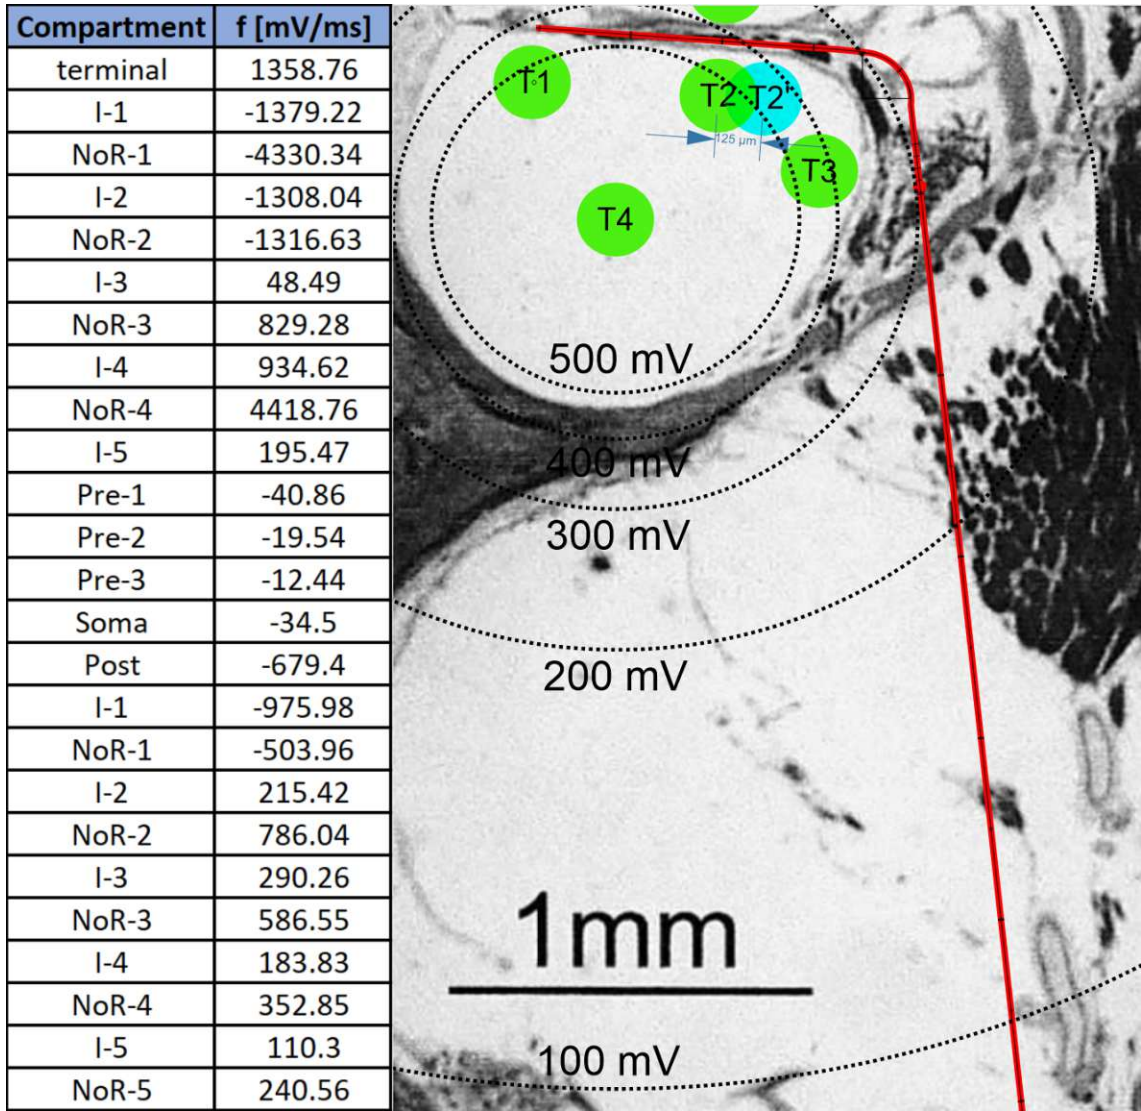 Compartment f [mV/ms]
terminal 1358.76
I-1 -1379.22
NoR-1 -4330.34
I-2 -1308.04
NoR-2 -1316.63
I-3 48.49
NoR-3 829.28
I-4 934.62
NoR-4 4418.76
I-5 195.47
Pre-1 -40.86
Pre-2 -19.54
Pre-3 -12.44
Soma -34.5
Post -679.4
I-1 -975.98
NoR-1 -503.96
I-2 215.42
NoR-2 786.04
I-3 290.26
NoR-3 586.55
I-4 183.83
NoR-4 352.85
I-5 110.3
NoR-5 240.56
T1
T2 T2'
125 µm
T3
T4
500 mV
400 mV
300 mV
200 mV
1mm
100 mV